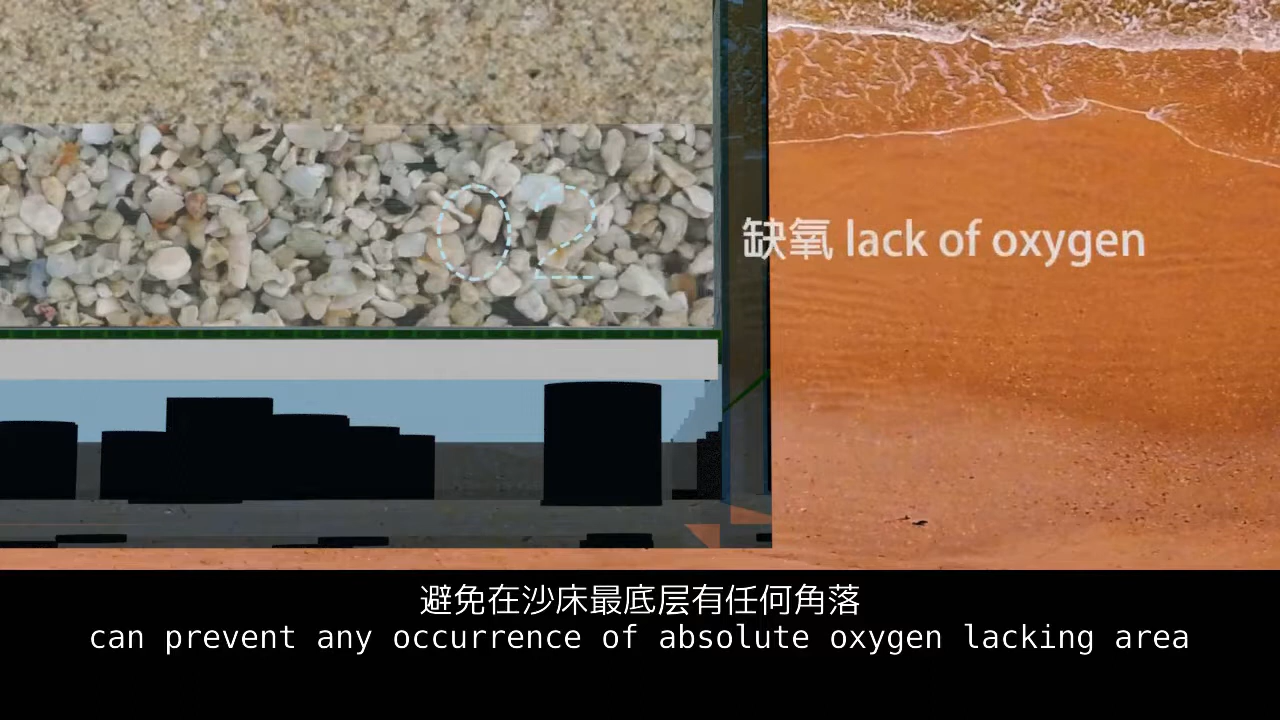 02
缺氧 lack of oxygen
避免在沙床最底层有任何角落
can prevent any occurrence of absolute oxygen lacking area